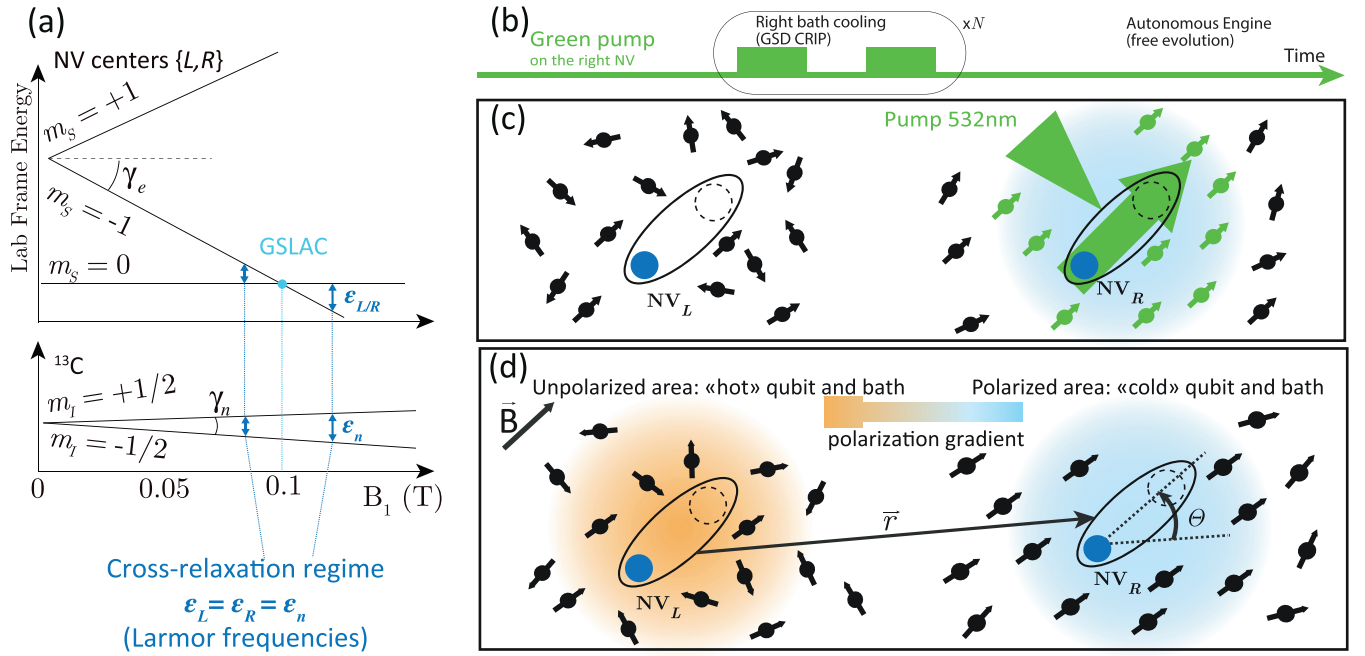 (a)
NV centers {L,R}
Lab Frame Energy
m_S = +1
γ_e
m_S = -1
GSLAC
m_S = 0
ε_L/R
13C
m_I = +1/2
γ_n
ε_n
m_I = -1/2
0
0.05
0.1
B_1 (T)
Cross-relaxation regime
ε_L = ε_R = ε_n
(Larmor frequencies)
(b)
Green pump
on the right NV
Right bath cooling
(GSD CRIP)
xN
Autonomous Engine
(free evolution)
Time
(c)
Pump 532nm
NV_L
NV_R
(d)
Unpolarized area: «hot» qubit and bath
Polarized area: «cold» qubit and bath
B
polarization gradient
r
Θ
NV_L
NV_R